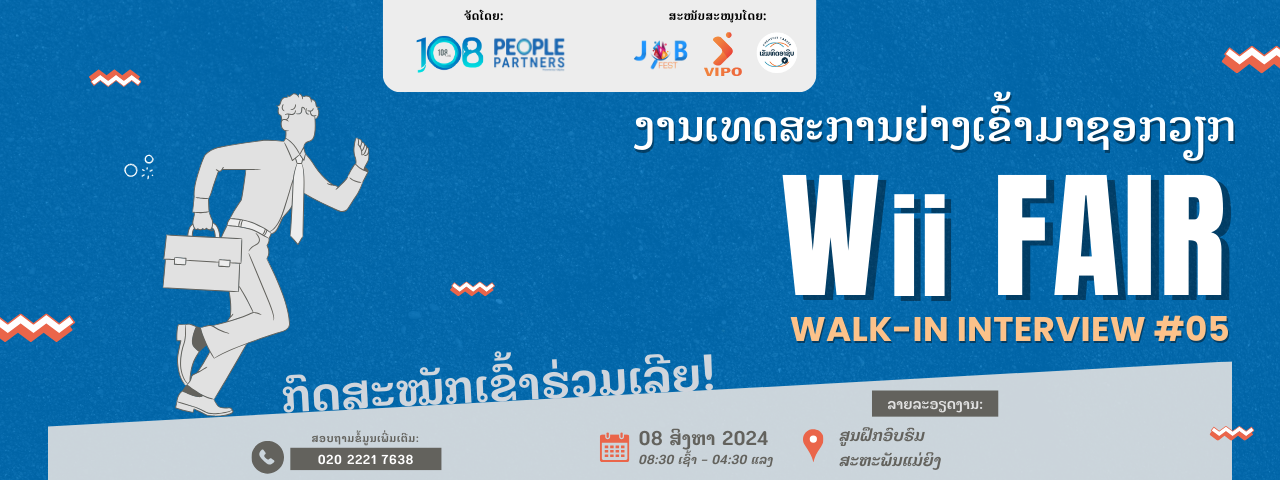 ຈັດໂດຍ:
ສະໜັບສະໜູນໂດຍ:
108
PEOPLE
PARTNERS
JOB
FEST
VIPO
ງານເທດສະການຍ່າງເຂົ້າມາຊອກວຽກ
Wii FAIR
WALK-IN INTERVIEW #05
ກົດສະໝັກເຂົ້າຮ່ວມເລີຍ!
ລາຍລະອຽດງານ:
ສອບຖາມຂໍ້ມູນເພີ່ມເຕີມ:
020 2221 7638
08 ສິງຫາ 2024
08:30 ເຊົ້າ - 04:30 ແລງ
ສູນຝຶກອົບຮົມ
ສະຫະພັນແມ່ຍິງ